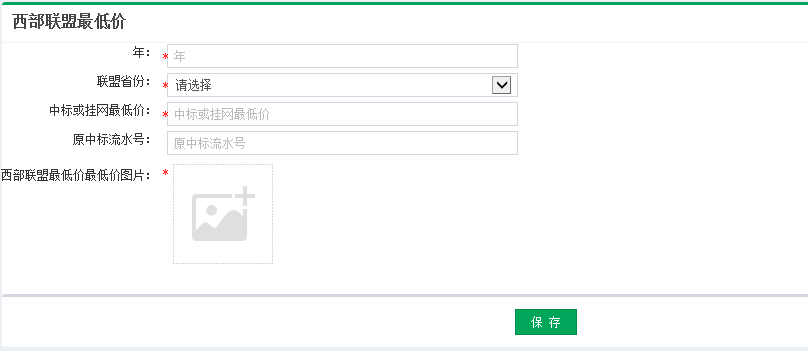 西部联盟最低价
年： * 年
联盟省份： * 请选择
中标或挂网最低价： * 中标或挂网最低价
原中标流水号： 原中标流水号
西部联盟最低价最低价图片： *
保 存